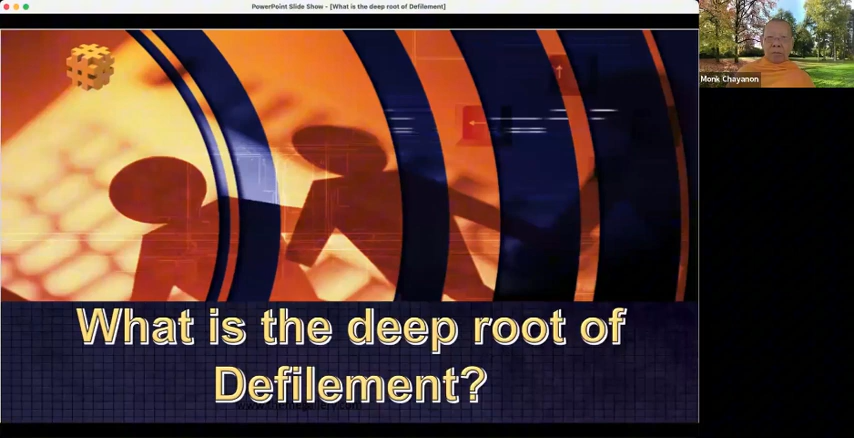 PowerPoint Slide Show - [What is the deep root of Defilement]
Monk Chayanon
What is the deep root of
Defilement?